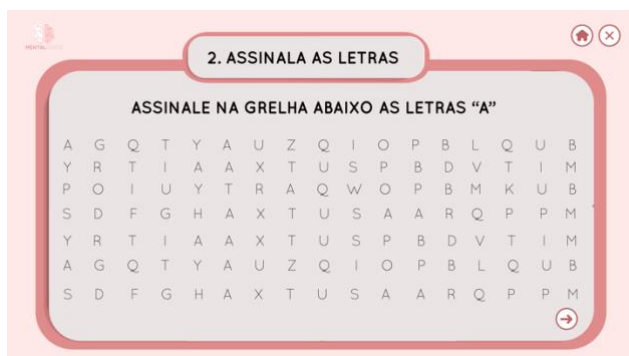 2. ASSINALA AS LETRAS
ASSINALE NA GRELHA ABAIXO AS LETRAS “A”
A G Q T Y A U Z Q I O P B L Q U B
Y R T I A A X T U S P B D V T I M
P O I U Y T R A Q W O P B M K U B
S D F G H A X T U S A A R Q P P M
Y R T I A A X T U S P B D V T I M
A G Q T Y A U Z Q I O P B L Q U B
S D F G H A X T U S A A R Q P P M